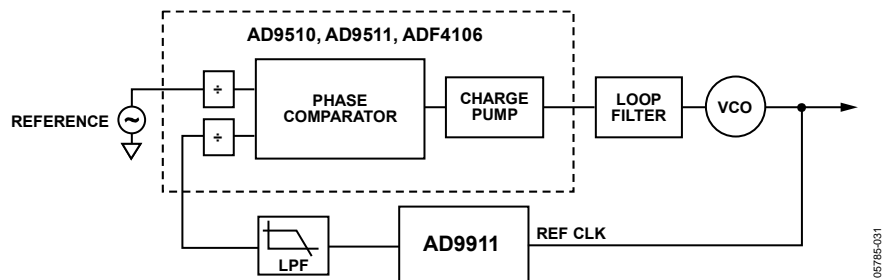 AD9510, AD9511, ADF4106
REFERENCE
~
÷
÷
PHASE
COMPARATOR
CHARGE
PUMP
LOOP
FILTER
VCO
LPF
AD9911
REF CLK
05785-031